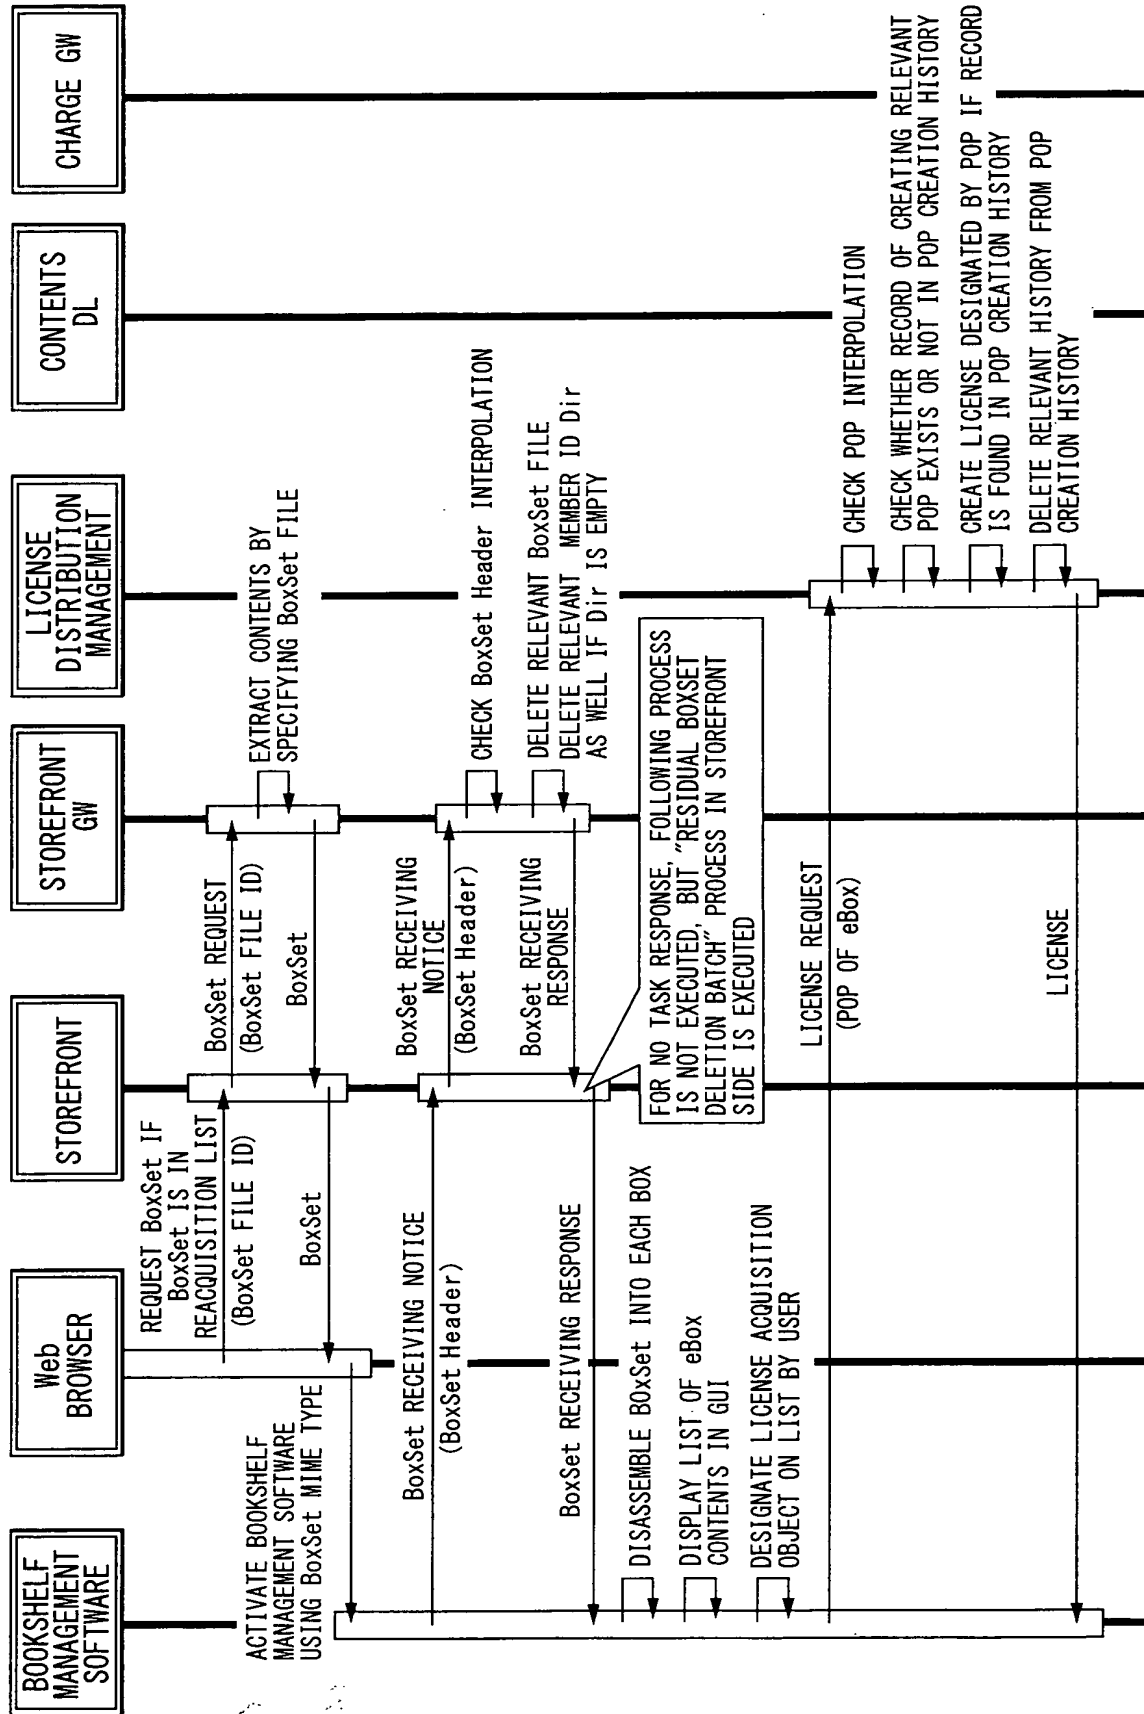 BOOKSHELF
MANAGEMENT
SOFTWARE
Web
BROWSER
STOREFRONT
STOREFRONT
GW
LICENSE
DISTRIBUTION
MANAGEMENT
CONTENTS
DL
CHARGE GW
REQUEST BoxSet IF
BoxSet IS IN
REACQUISITION LIST
(BoxSet FILE ID)
BoxSet REQUEST
(BoxSet FILE ID)
EXTRACT CONTENTS BY
SPECIFYING BoxSet FILE
BoxSet
BoxSet
ACTIVATE BOOKSHELF
MANAGEMENT SOFTWARE
USING BoxSet MIME TYPE
BoxSet RECEIVING NOTICE
(BoxSet Header)
BoxSet RECEIVING
NOTICE
(BoxSet Header)
CHECK BoxSet Header INTERPOLATION
DELETE RELEVANT BoxSet FILE
DELETE RELEVANT MEMBER ID Dir
AS WELL IF Dir IS EMPTY
BoxSet RECEIVING
RESPONSE
BoxSet RECEIVING RESPONSE
FOR NO TASK RESPONSE, FOLLOWING PROCESS
IS NOT EXECUTED, BUT "RESIDUAL BOXSET
DELETION BATCH" PROCESS IN STOREFRONT
SIDE IS EXECUTED
DISASSEMBLE BOxSet INTO EACH BOX
DISPLAY LIST OF eBox
CONTENTS IN GUI
DESIGNATE LICENSE ACQUISITION
OBJECT ON LIST BY USER
LICENSE REQUEST
(POP OF eBox)
CHECK POP INTERPOLATION
CHECK WHETHER RECORD OF CREATING RELEVANT
POP EXISTS OR NOT IN POP CREATION HISTORY
CREATE LICENSE DESIGNATED BY POP IF RECORD
IS FOUND IN POP CREATION HISTORY
DELETE RELEVANT HISTORY FROM POP
CREATION HISTORY
LICENSE